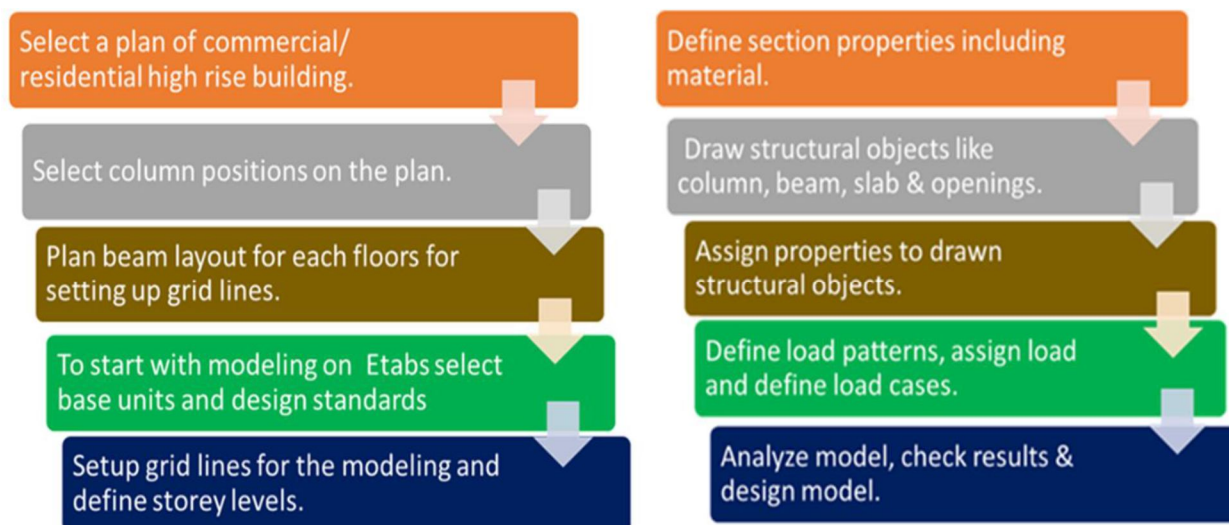 Select a plan of commercial/
residential high rise building.
Select column positions on the plan.
Plan beam layout for each floors for
setting up grid lines.
To start with modeling on Etabs select
base units and design standards
Setup grid lines for the modeling and
define storey levels.
Define section properties including
material.
Draw structural objects like
column, beam, slab & openings.
Assign properties to drawn
structural objects.
Define load patterns, assign load
and define load cases.
Analyze model, check results &
design model.